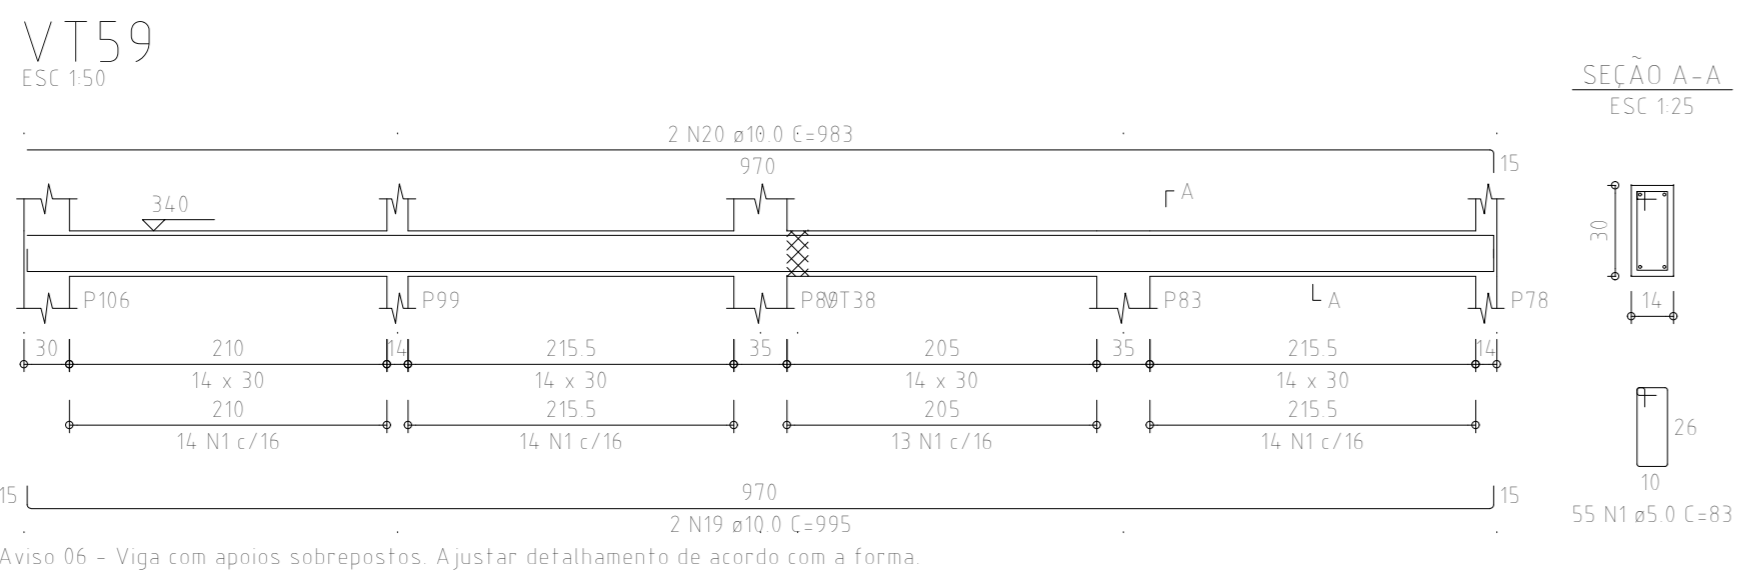 VT59
ESC 1:50
SEÇÃO A-A
ESC 1:25
2 N20 ø10.0 C=983
970
15
340
A
30
P106
P99
P89
VT38
P83
A
P78
14
30 210 14 215.5 35 205 35 215.5 14
14 x 30 14 x 30 14 x 30 14 x 30
210 215.5 205 215.5
14 N1 c/16 14 N1 c/16 13 N1 c/16 14 N1 c/16
26
10
55 N1 ø5.0 C=83
15 970 15
2 N19 ø10.0 C=995
Aviso 06 - Viga com apoios sobrepostos. Ajustar detalhamento de acordo com a forma.